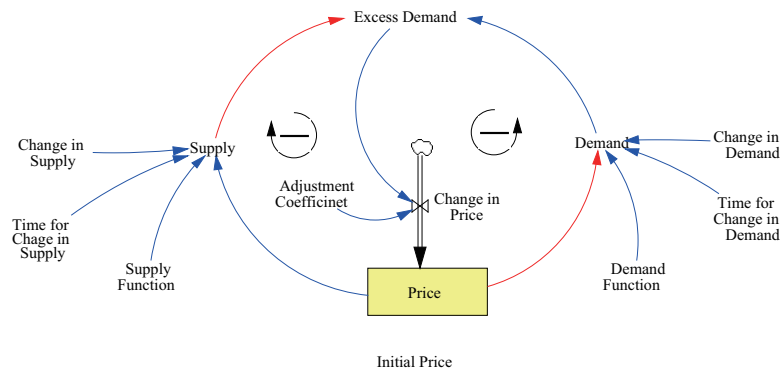 Excess Demand
Change in
Supply
Supply
Time for
Chage in
Supply
Supply
Function
Adjustment
Coefficinet
Change in
Price
Price
Initial Price
Demand
Change in
Demand
Time for
Change in
Demand
Demand
Function